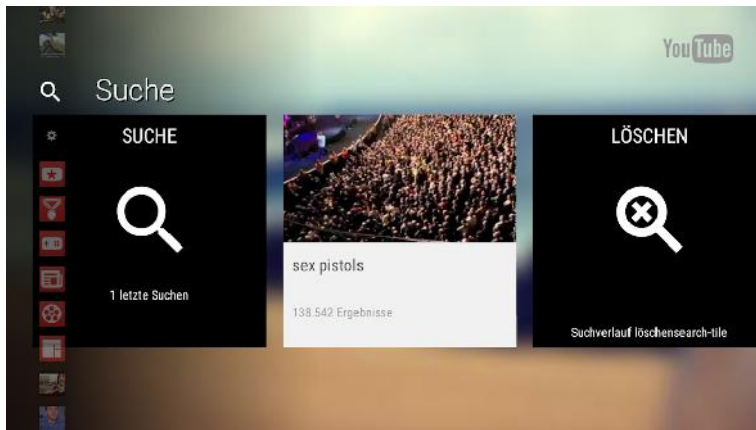 YouTube
Suche
SUCHE
1 letzte Suchen
sex pistols
138.542 Ergebnisse
LÖSCHEN
Suchverlauf löschensearch-tile